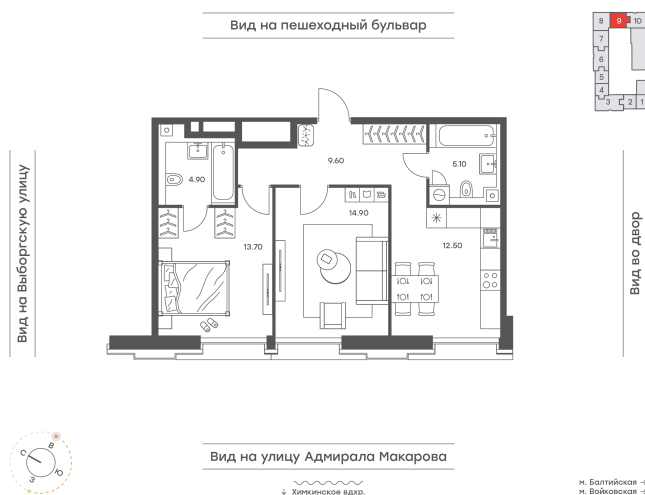 Вид на пешеходный бульвар
8 9 10
7
6
5
4
3 2 1
Вид на Выборгскую улицу
Вид во двор
4.90
9.60
5.10
14.90
13.70
12.50
С В Ю З
Вид на улицу Адмирала Макарова
↓ Химкинское вдхр.
м. Балтийская →
м. Войковская →